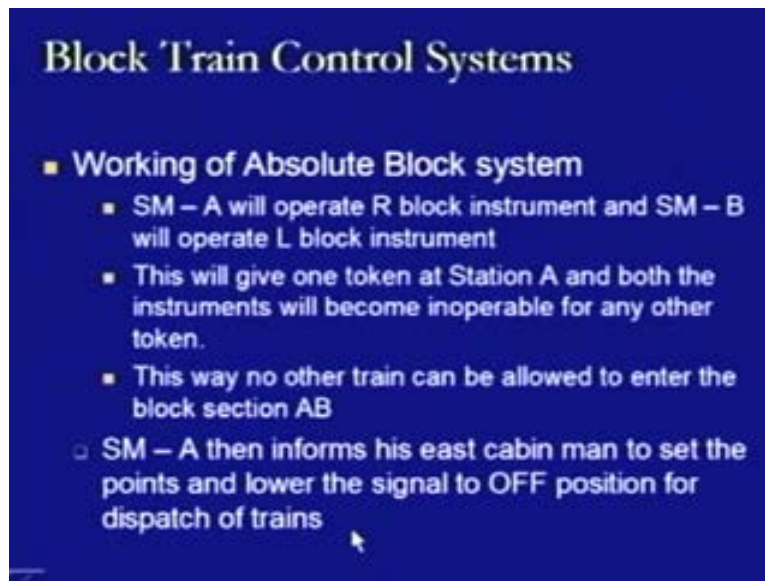 Block Train Control Systems
Working of Absolute Block system
SM – A will operate R block instrument and SM – B
will operate L block instrument
This will give one token at Station A and both the
instruments will become inoperable for any other
token.
This way no other train can be allowed to enter the
block section AB
SM – A then informs his east cabin man to set the
points and lower the signal to OFF position for
dispatch of trains